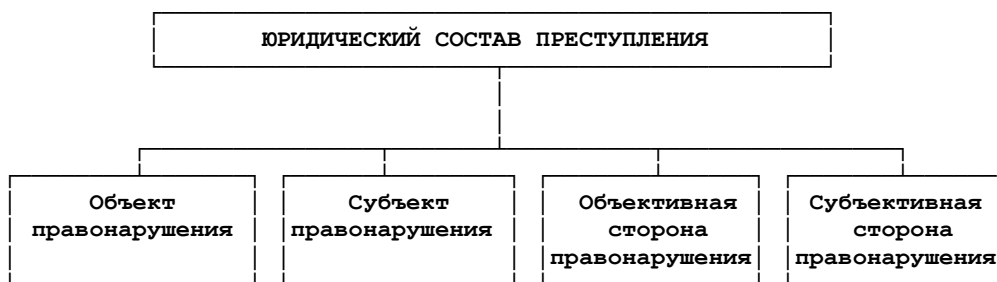 ЮРИДИЧЕСКИЙ СОСТАВ ПРЕСТУПЛЕНИЯ
Объект
правонарушения
Субъект
правонарушения
Объективная
сторона
правонарушения
Субъективная
сторона
правонарушения